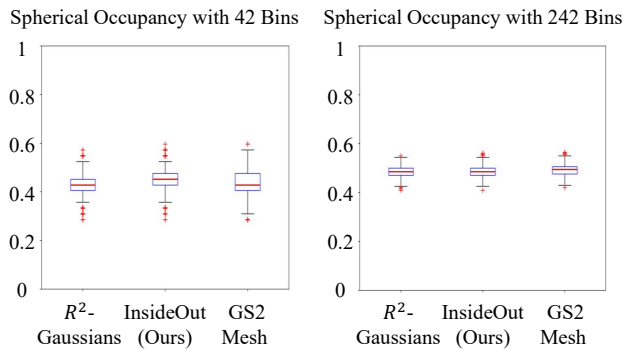 Spherical Occupancy with 42 Bins
1
0.8
0.6
0.4
0.2
0
R²- InsideOut GS2
Gaussians (Ours) Mesh
Spherical Occupancy with 242 Bins
1
0.8
0.6
0.4
0.2
0
R²- InsideOut GS2
Gaussians (Ours) Mesh